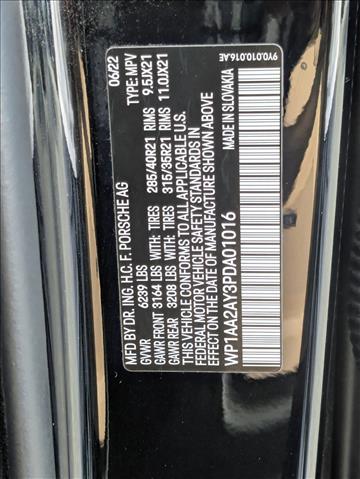 MFD BY DR. ING. H.C. F. PORSCHE AG 06/22
GVWR 6239 LBS TYPE: MPV
GAWR FRONT 3164 LBS WITH: TIRES 285/40R21 RIMS 9.5JX21
GAWR REAR 3208 LBS WITH: TIRES 315/35R21 RIMS 11.0JX21
THIS VEHICLE CONFORMS TO ALL APPLICABLE U.S.
FEDERAL MOTOR VEHICLE SAFETY STANDARDS IN
EFFECT ON THE DATE OF MANUFACTURE SHOWN ABOVE
WP1AA2AY3PDA01016 MADE IN SLOVAKIA
9Y0.010.016.AE